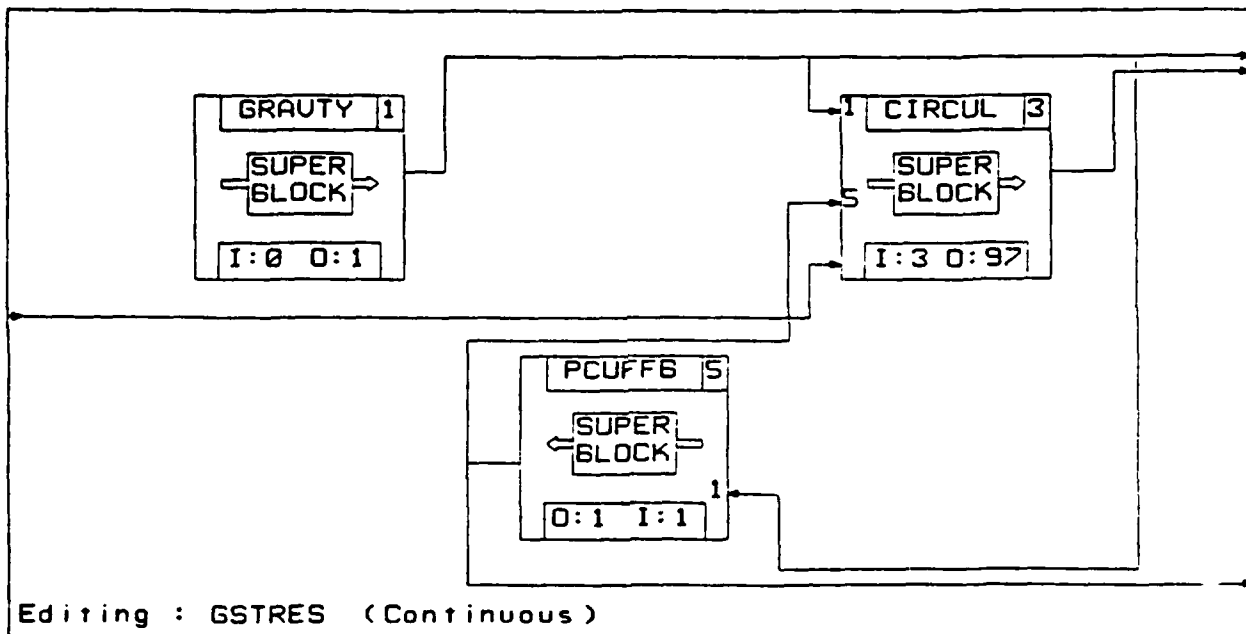 GRAVTY 1
SUPER
BLOCK
I:0 O:1
1 CIRCUL 3
SUPER
BLOCK
5
I:3 O:97
PCUFF6 5
SUPER
BLOCK
1
O:1 I:1
Editing : GSTRES (Continuous)